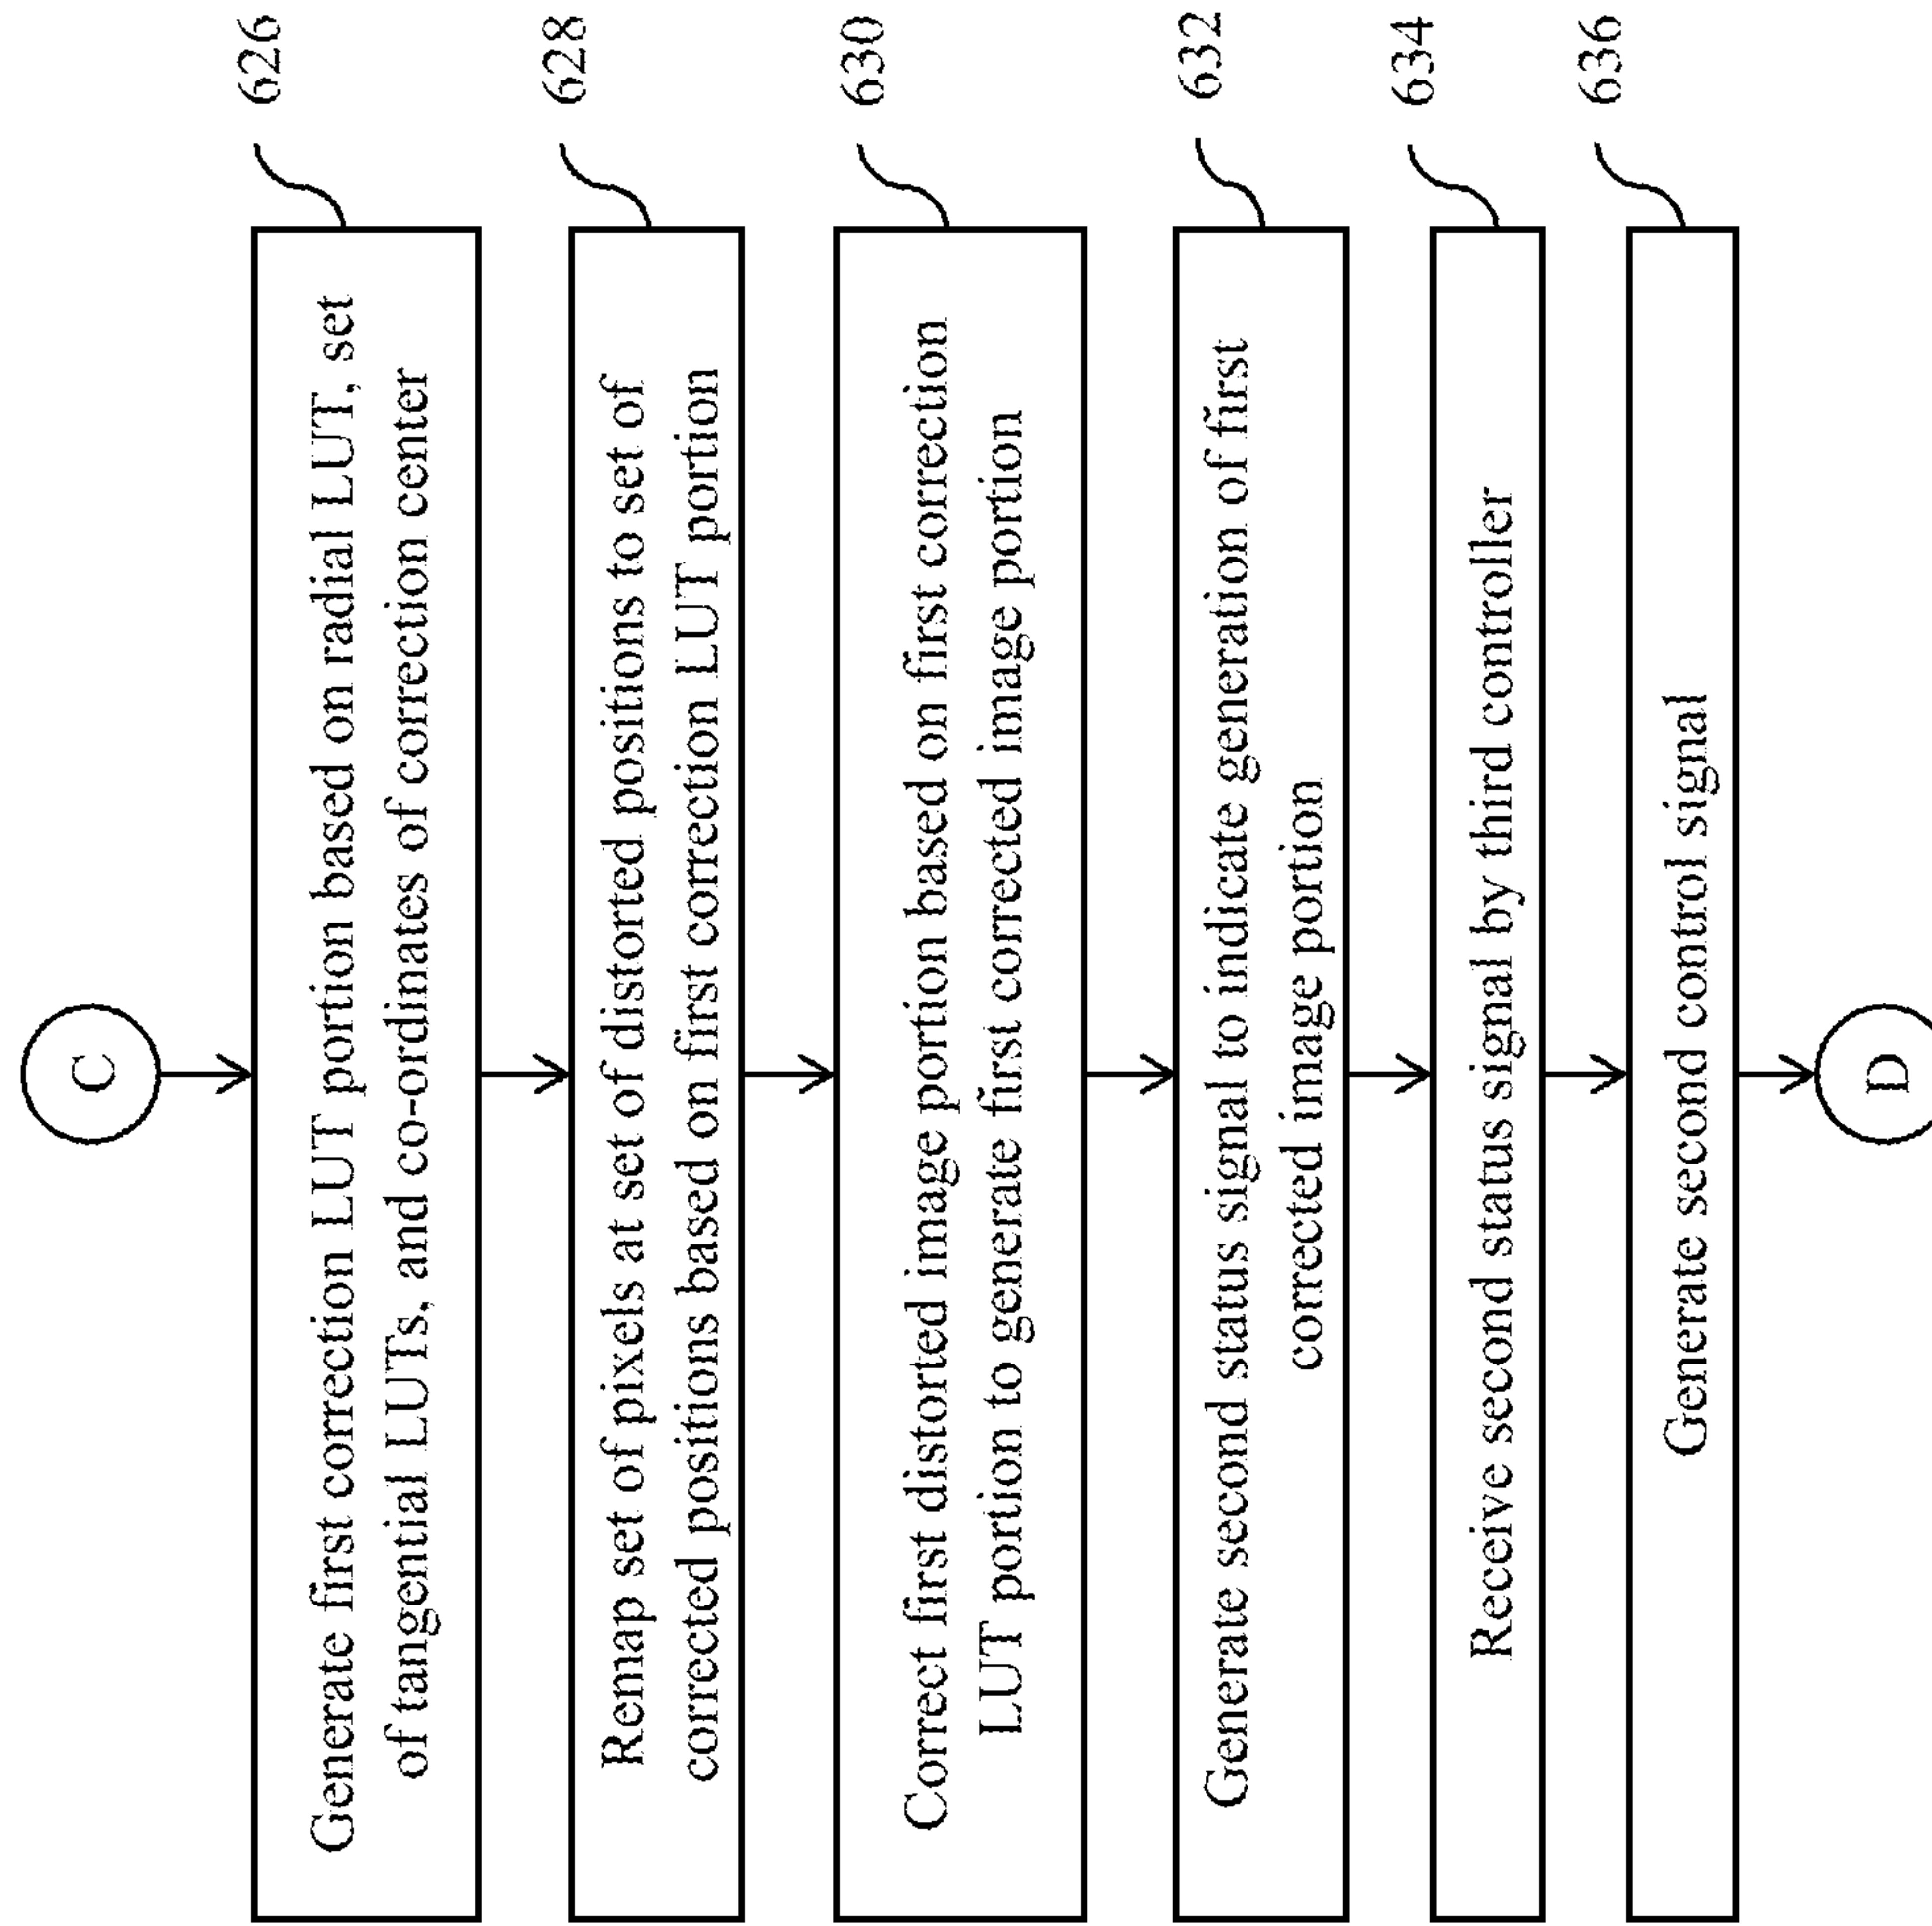 C
Generate first correction LUT portion based on radial LUT, set
of tangential LUTs, and co-ordinates of correction center
626
Remap set of pixels at set of distorted positions to set of
corrected positions based on first correction LUT portion
628
Correct first distorted image portion based on first correction
LUT portion to generate first corrected image portion
630
Generate second status signal to indicate generation of first
corrected image portion
632
Receive second status signal by third controller
634
Generate second control signal
636
D